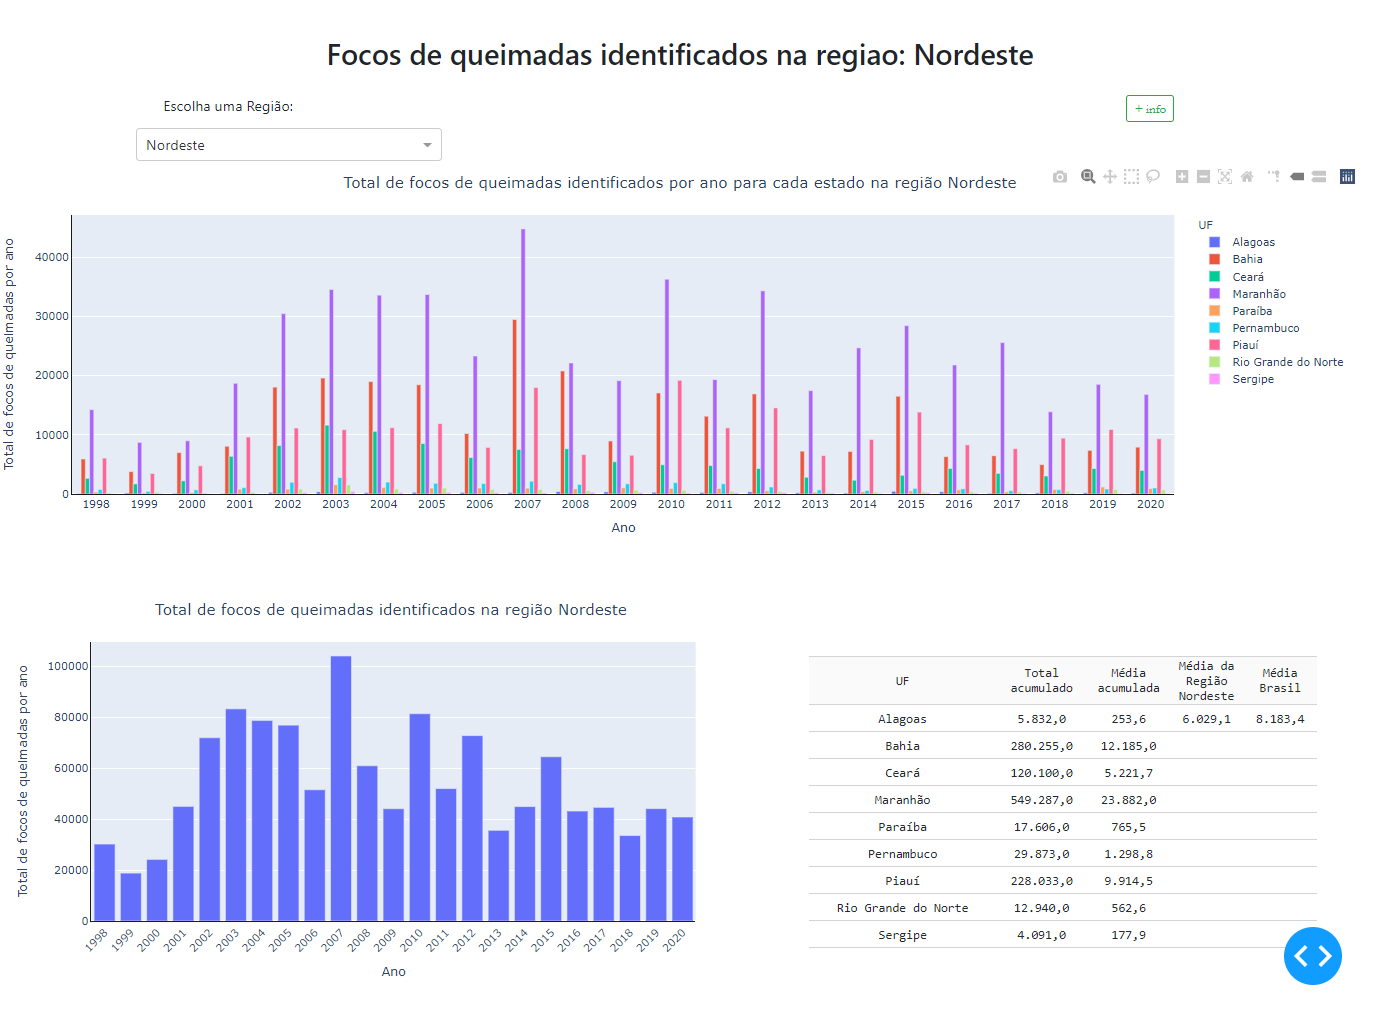 Focos de queimadas identificados na regiao: Nordeste
Escolha uma Região:
+ info
Nordeste
Total de focos de queimadas identificados por ano para cada estado na região Nordeste
Total de focos de queimadas por ano
40000
30000
20000
10000
0
1998 1999 2000 2001 2002 2003 2004 2005 2006 2007 2008 2009 2010 2011 2012 2013 2014 2015 2016 2017 2018 2019 2020
Ano
UF
Alagoas
Bahia
Ceará
Maranhão
Paraíba
Pernambuco
Piauí
Rio Grande do Norte
Sergipe
Total de focos de queimadas identificados na região Nordeste
Total de focos de queimadas por ano
100000
80000
60000
40000
20000
0
1998 1999 2000 2001 2002 2003 2004 2005 2006 2007 2008 2009 2010 2011 2012 2013 2014 2015 2016 2017 2018 2019 2020
Ano
UF Total acumulado Média acumulada Média da Região Nordeste Média Brasil
Alagoas 5.832,0 253,6 6.029,1 8.183,4
Bahia 280.255,0 12.185,0
Ceará 120.100,0 5.221,7
Maranhão 549.287,0 23.882,0
Paraíba 17.606,0 765,5
Pernambuco 29.873,0 1.298,8
Piauí 228.033,0 9.914,5
Rio Grande do Norte 12.940,0 562,6
Sergipe 4.091,0 177,9